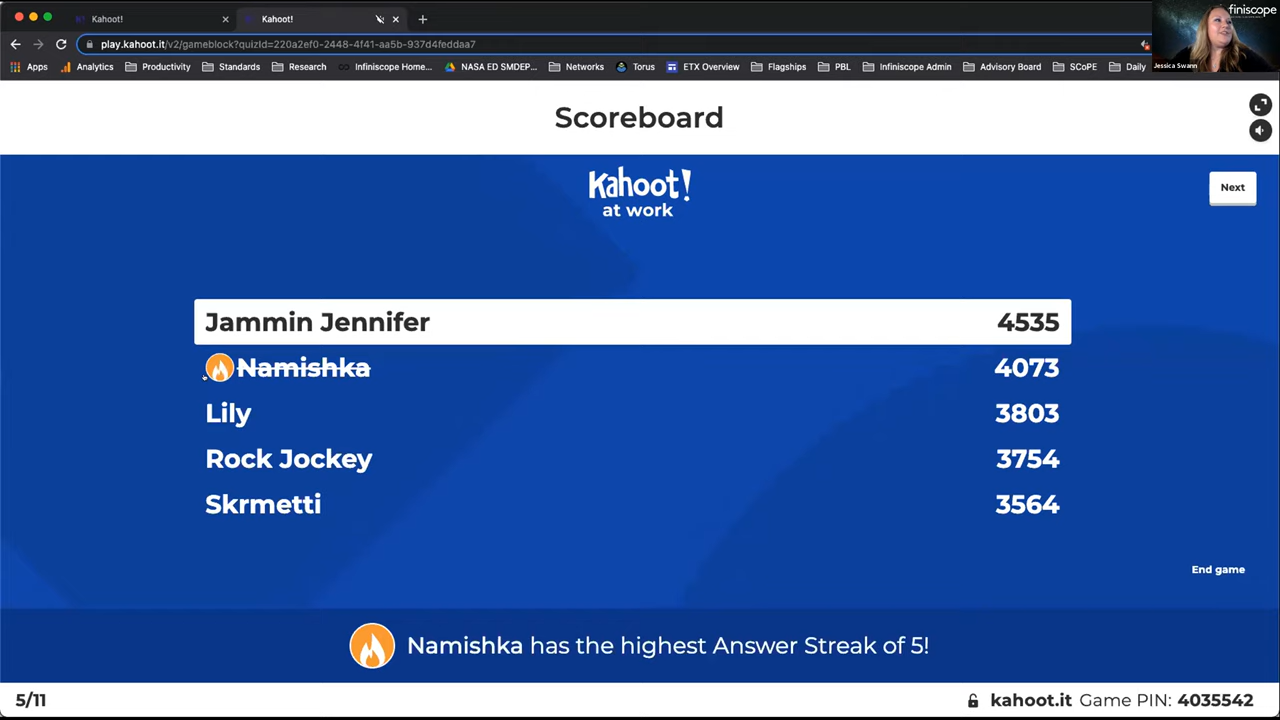 Kahoot!
Kahoot!
finiscope
play.kahoot.it/v2/gameblock?quizId=220a2ef0-2448-4f41-aa5b-937d4feddaa7
Apps Analytics Productivity Standards Research Infiniscope Home... NASA ED SMDEP... Networks Torus ETX Overview Flagships PBL Infiniscope Admin Advisory Board SCoPE Daily
Jessica Swann
Scoreboard
Kahoot!
at work
Next
Jammin Jennifer 4535
Namishka 4073
Lily 3803
Rock Jockey 3754
Skrmetti 3564
End game
Namishka has the highest Answer Streak of 5!
5/11
kahoot.it Game PIN: 4035542